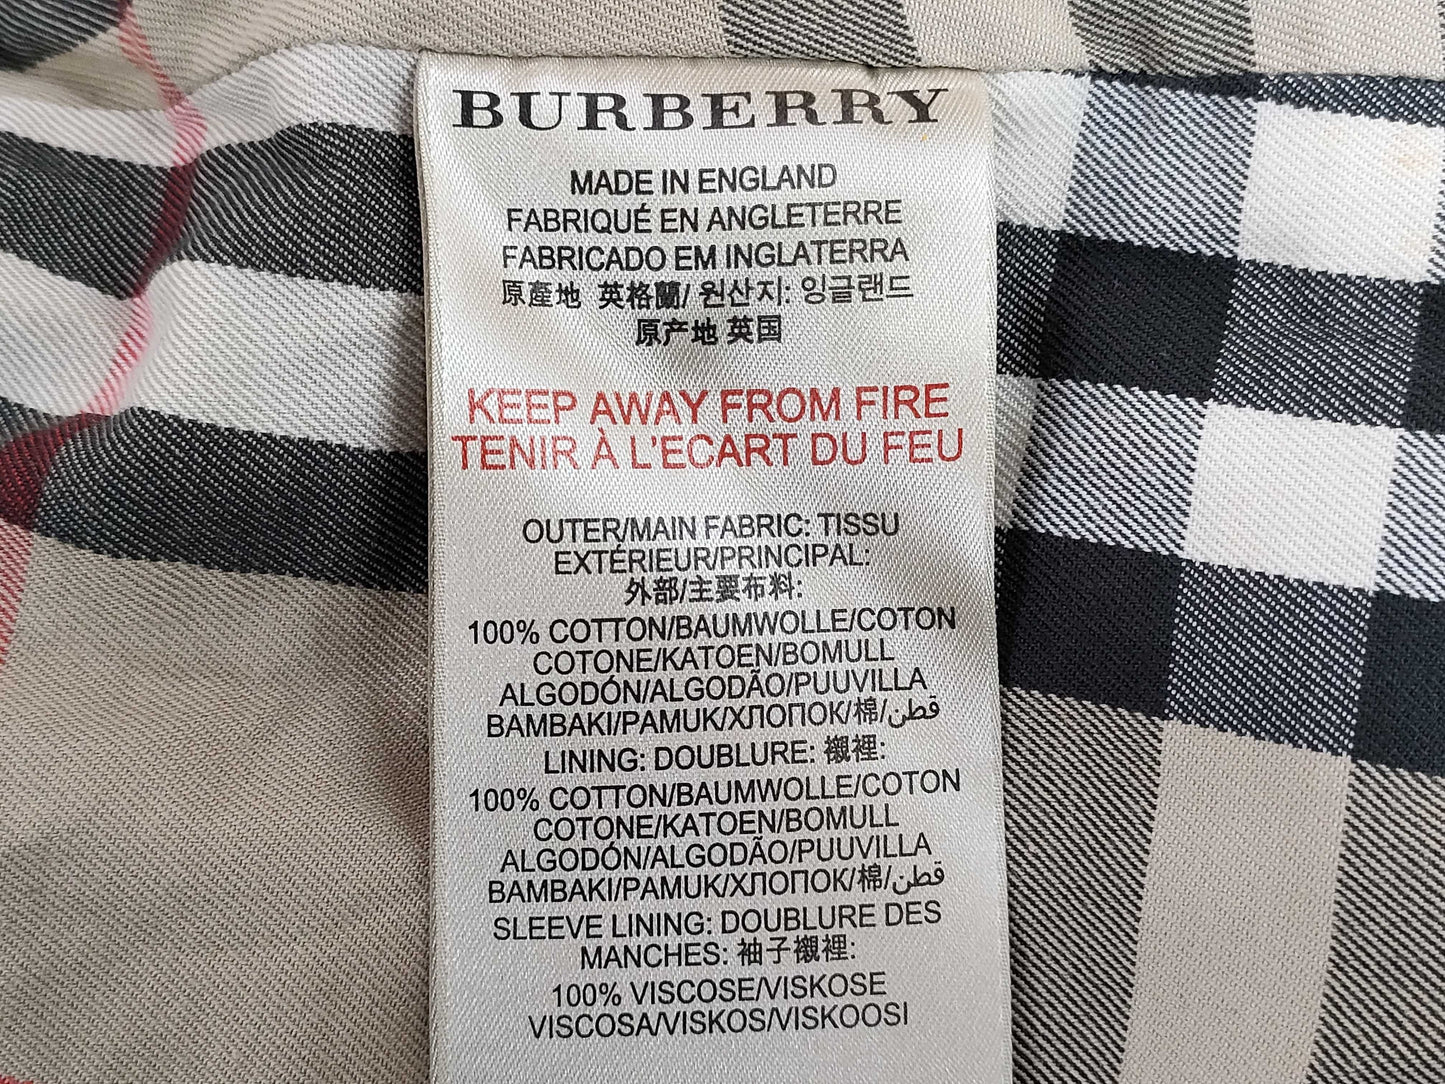 BURBERRY
MADE IN ENGLAND
FABRIQUÉ EN ANGLETERRE
FABRICADO EM INGLATERRA
原產地 英格蘭/ 원산지: 잉글랜드
原产地 英国
KEEP AWAY FROM FIRE
TENIR À L'ECART DU FEU
OUTER/MAIN FABRIC: TISSU
EXTÉRIEUR/PRINCIPAL:
外部/主要布料:
100% COTTON/BAUMWOLLE/COTON
COTONE/KATOEN/BOMULL
ALGODÓN/ALGODÃO/PUUVILLA
BAMBAKI/PAMUK/ХЛОПОК/棉/قطن
LINING: DOUBLURE: 襯裡:
100% COTTON/BAUMWOLLE/COTON
COTONE/KATOEN/BOMULL
ALGODÓN/ALGODÃO/PUUVILLA
BAMBAKI/PAMUK/ХЛОПОК/棉/قطن
SLEEVE LINING: DOUBLURE DES
MANCHES: 袖子襯裡:
100% VISCOSE/VISKOSE
VISCOSA/VISKOS/VISKOOSI